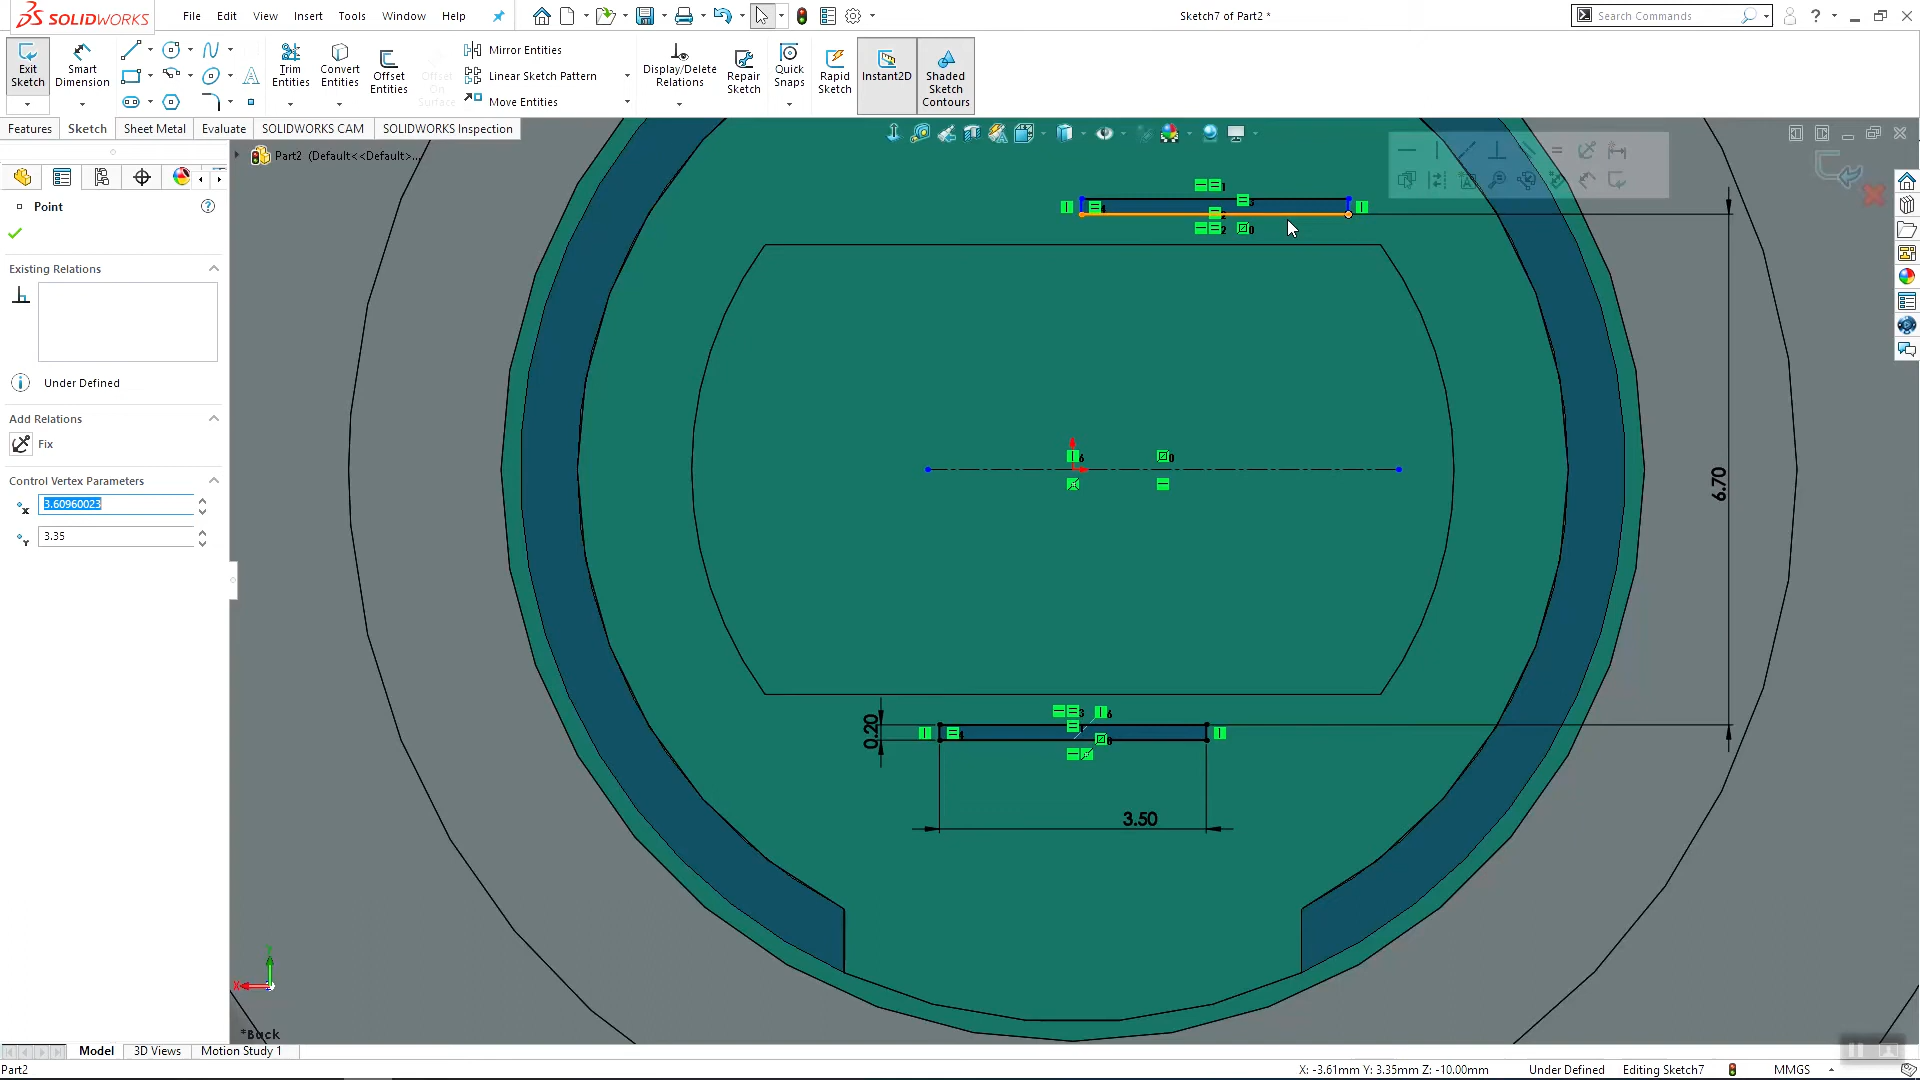 SOLIDWORKS
File Edit View Insert Tools Window Help
Sketch7 of Part2 *
Search Commands
Exit Sketch
Smart Dimension
Trim Entities
Convert Entities
Offset Entities
Offset On Surface
Mirror Entities
Linear Sketch Pattern
Move Entities
Display/Delete Relations
Repair Sketch
Quick Snaps
Rapid Sketch
Instant2D
Shaded Sketch Contours
Features Sketch Sheet Metal Evaluate SOLIDWORKS CAM SOLIDWORKS Inspection
Part2 (Default<<Default>...
Point
Existing Relations
Under Defined
Add Relations
Fix
Control Vertex Parameters
3.60960023
3.35
6.70
0.20
3.50
*Back
Model 3D Views Motion Study 1
Part2
X: -3.61mm Y: 3.35mm Z: -10.00mm Under Defined Editing Sketch7 MMGS